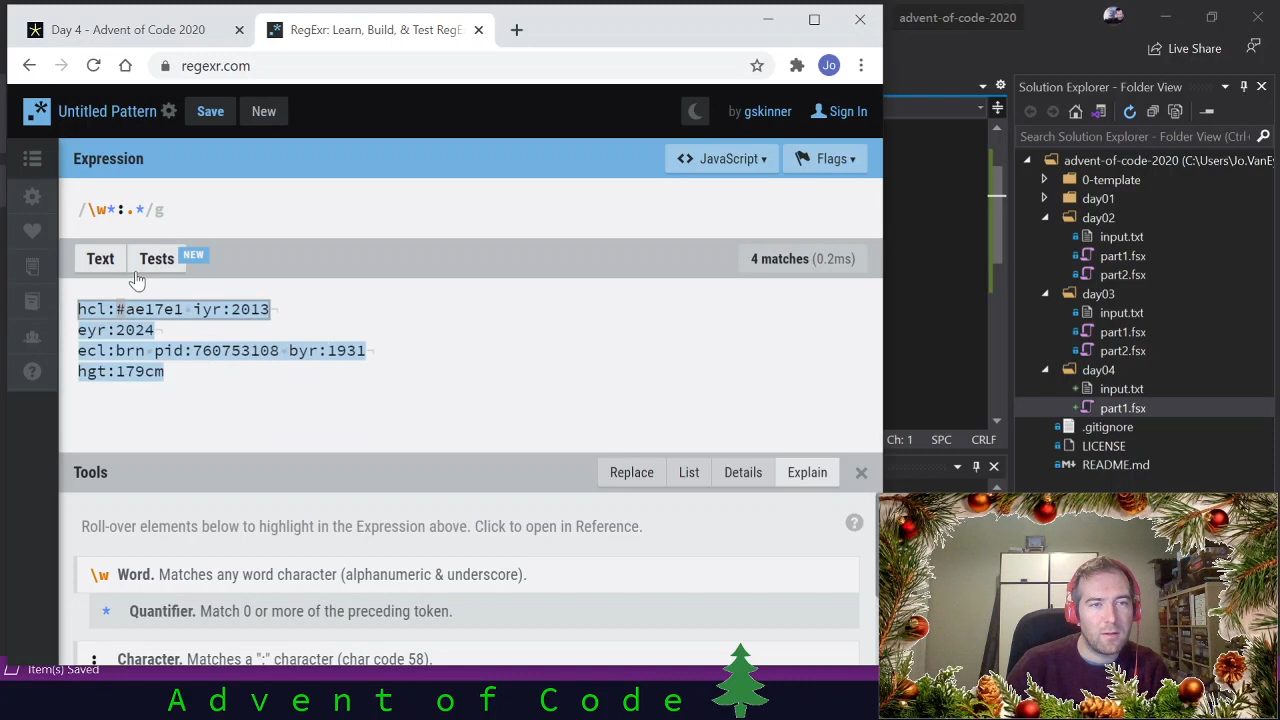 Day 4 - Advent of Code 2020
RegExr: Learn, Build, & Test RegE
advent-of-code-2020
regexr.com
Jo
Live Share
Untitled Pattern
Save
New
by gskinner
Sign In
Solution Explorer - Folder View
Search Solution Explorer - Folder View (Ctrl+
Expression
<> JavaScript
Flags
/\w*:.*/g
Text
Tests
NEW
4 matches (0.2ms)
hcl:#ae17e1 iyr:2013
eyr:2024
ecl:brn pid:760753108 byr:1931
hgt:179cm
Tools
Replace
List
Details
Explain
Roll-over elements below to highlight in the Expression above. Click to open in Reference.
\w Word. Matches any word character (alphanumeric & underscore).
* Quantifier. Match 0 or more of the preceding token.
: Character. Matches a ":" character (char code 58).
advent-of-code-2020 (C:\Users\Jo.VanE
0-template
day01
day02
input.txt
part1.fsx
part2.fsx
day03
input.txt
part1.fsx
part2.fsx
day04
input.txt
part1.fsx
.gitignore
LICENSE
README.md
Ch: 1
SPC
CRLF
Item(s) Saved
Advent of Code